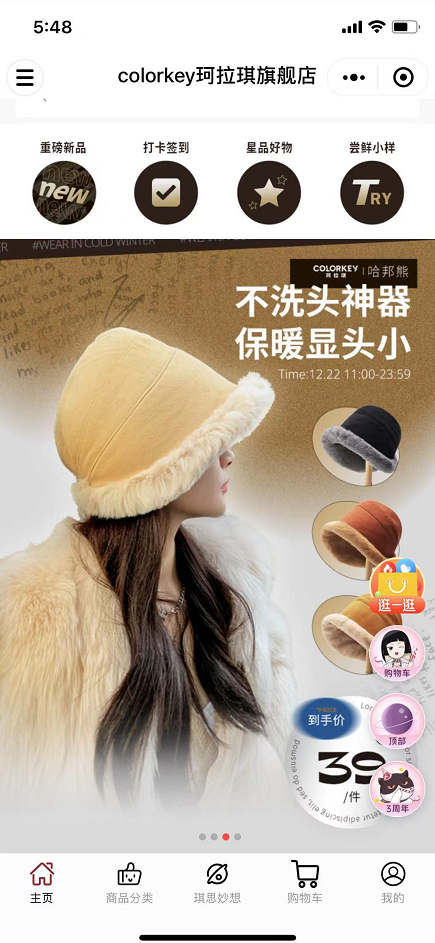 5:48
colorkey珂拉琪旗舰店
重磅新品
打卡签到
星品好物
尝鲜小样
new
TRY
#WEAR IN COLD WINTER
COLORKEY
珂拉琪
哈邦熊
不洗头神器
保暖显头小
Time:12.22 11:00-23:59
逛一逛
购物车
顶部
3周年
到手价
39
/件
主页
商品分类
琪思妙想
购物车
我的